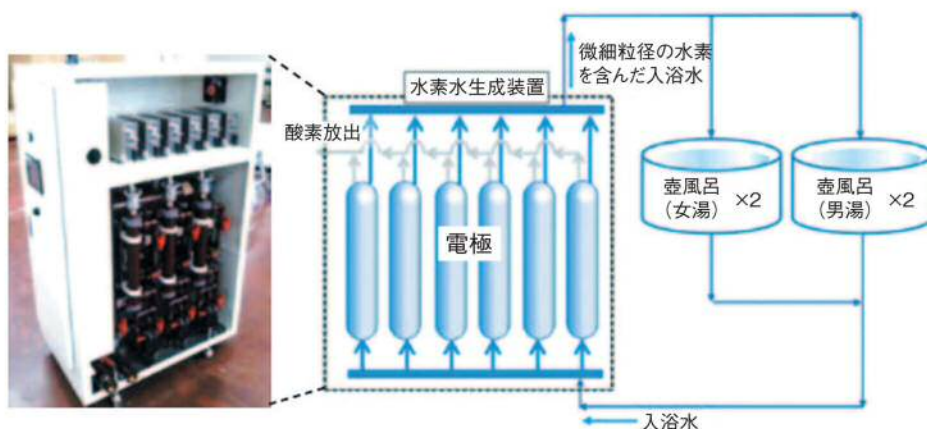 微細粒径の水素
を含んだ入浴水
水素水生成装置
酸素放出
電極
壺風呂
(女湯) ×2
壺風呂
(男湯) ×2
入浴水